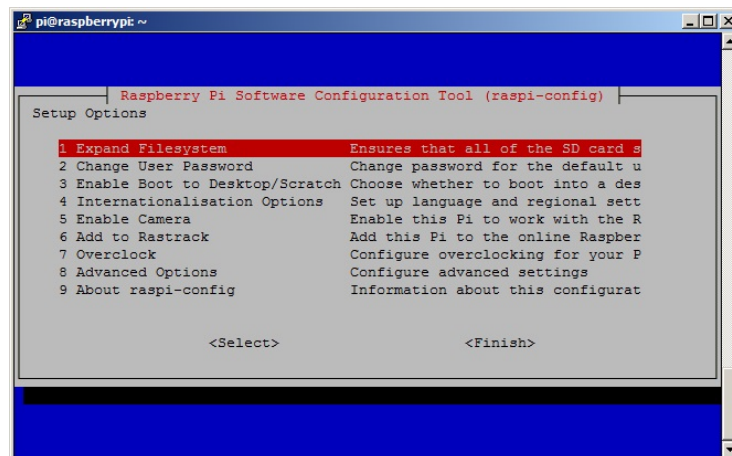 pi@raspberrypi: ~
Raspberry Pi Software Configuration Tool (raspi-config)
Setup Options
1 Expand Filesystem Ensures that all of the SD card s
2 Change User Password Change password for the default u
3 Enable Boot to Desktop/Scratch Choose whether to boot into a des
4 Internationalisation Options Set up language and regional sett
5 Enable Camera Enable this Pi to work with the R
6 Add to Rastrack Add this Pi to the online Raspber
7 Overclock Configure overclocking for your P
8 Advanced Options Configure advanced settings
9 About raspi-config Information about this configurat
<Select> <Finish>